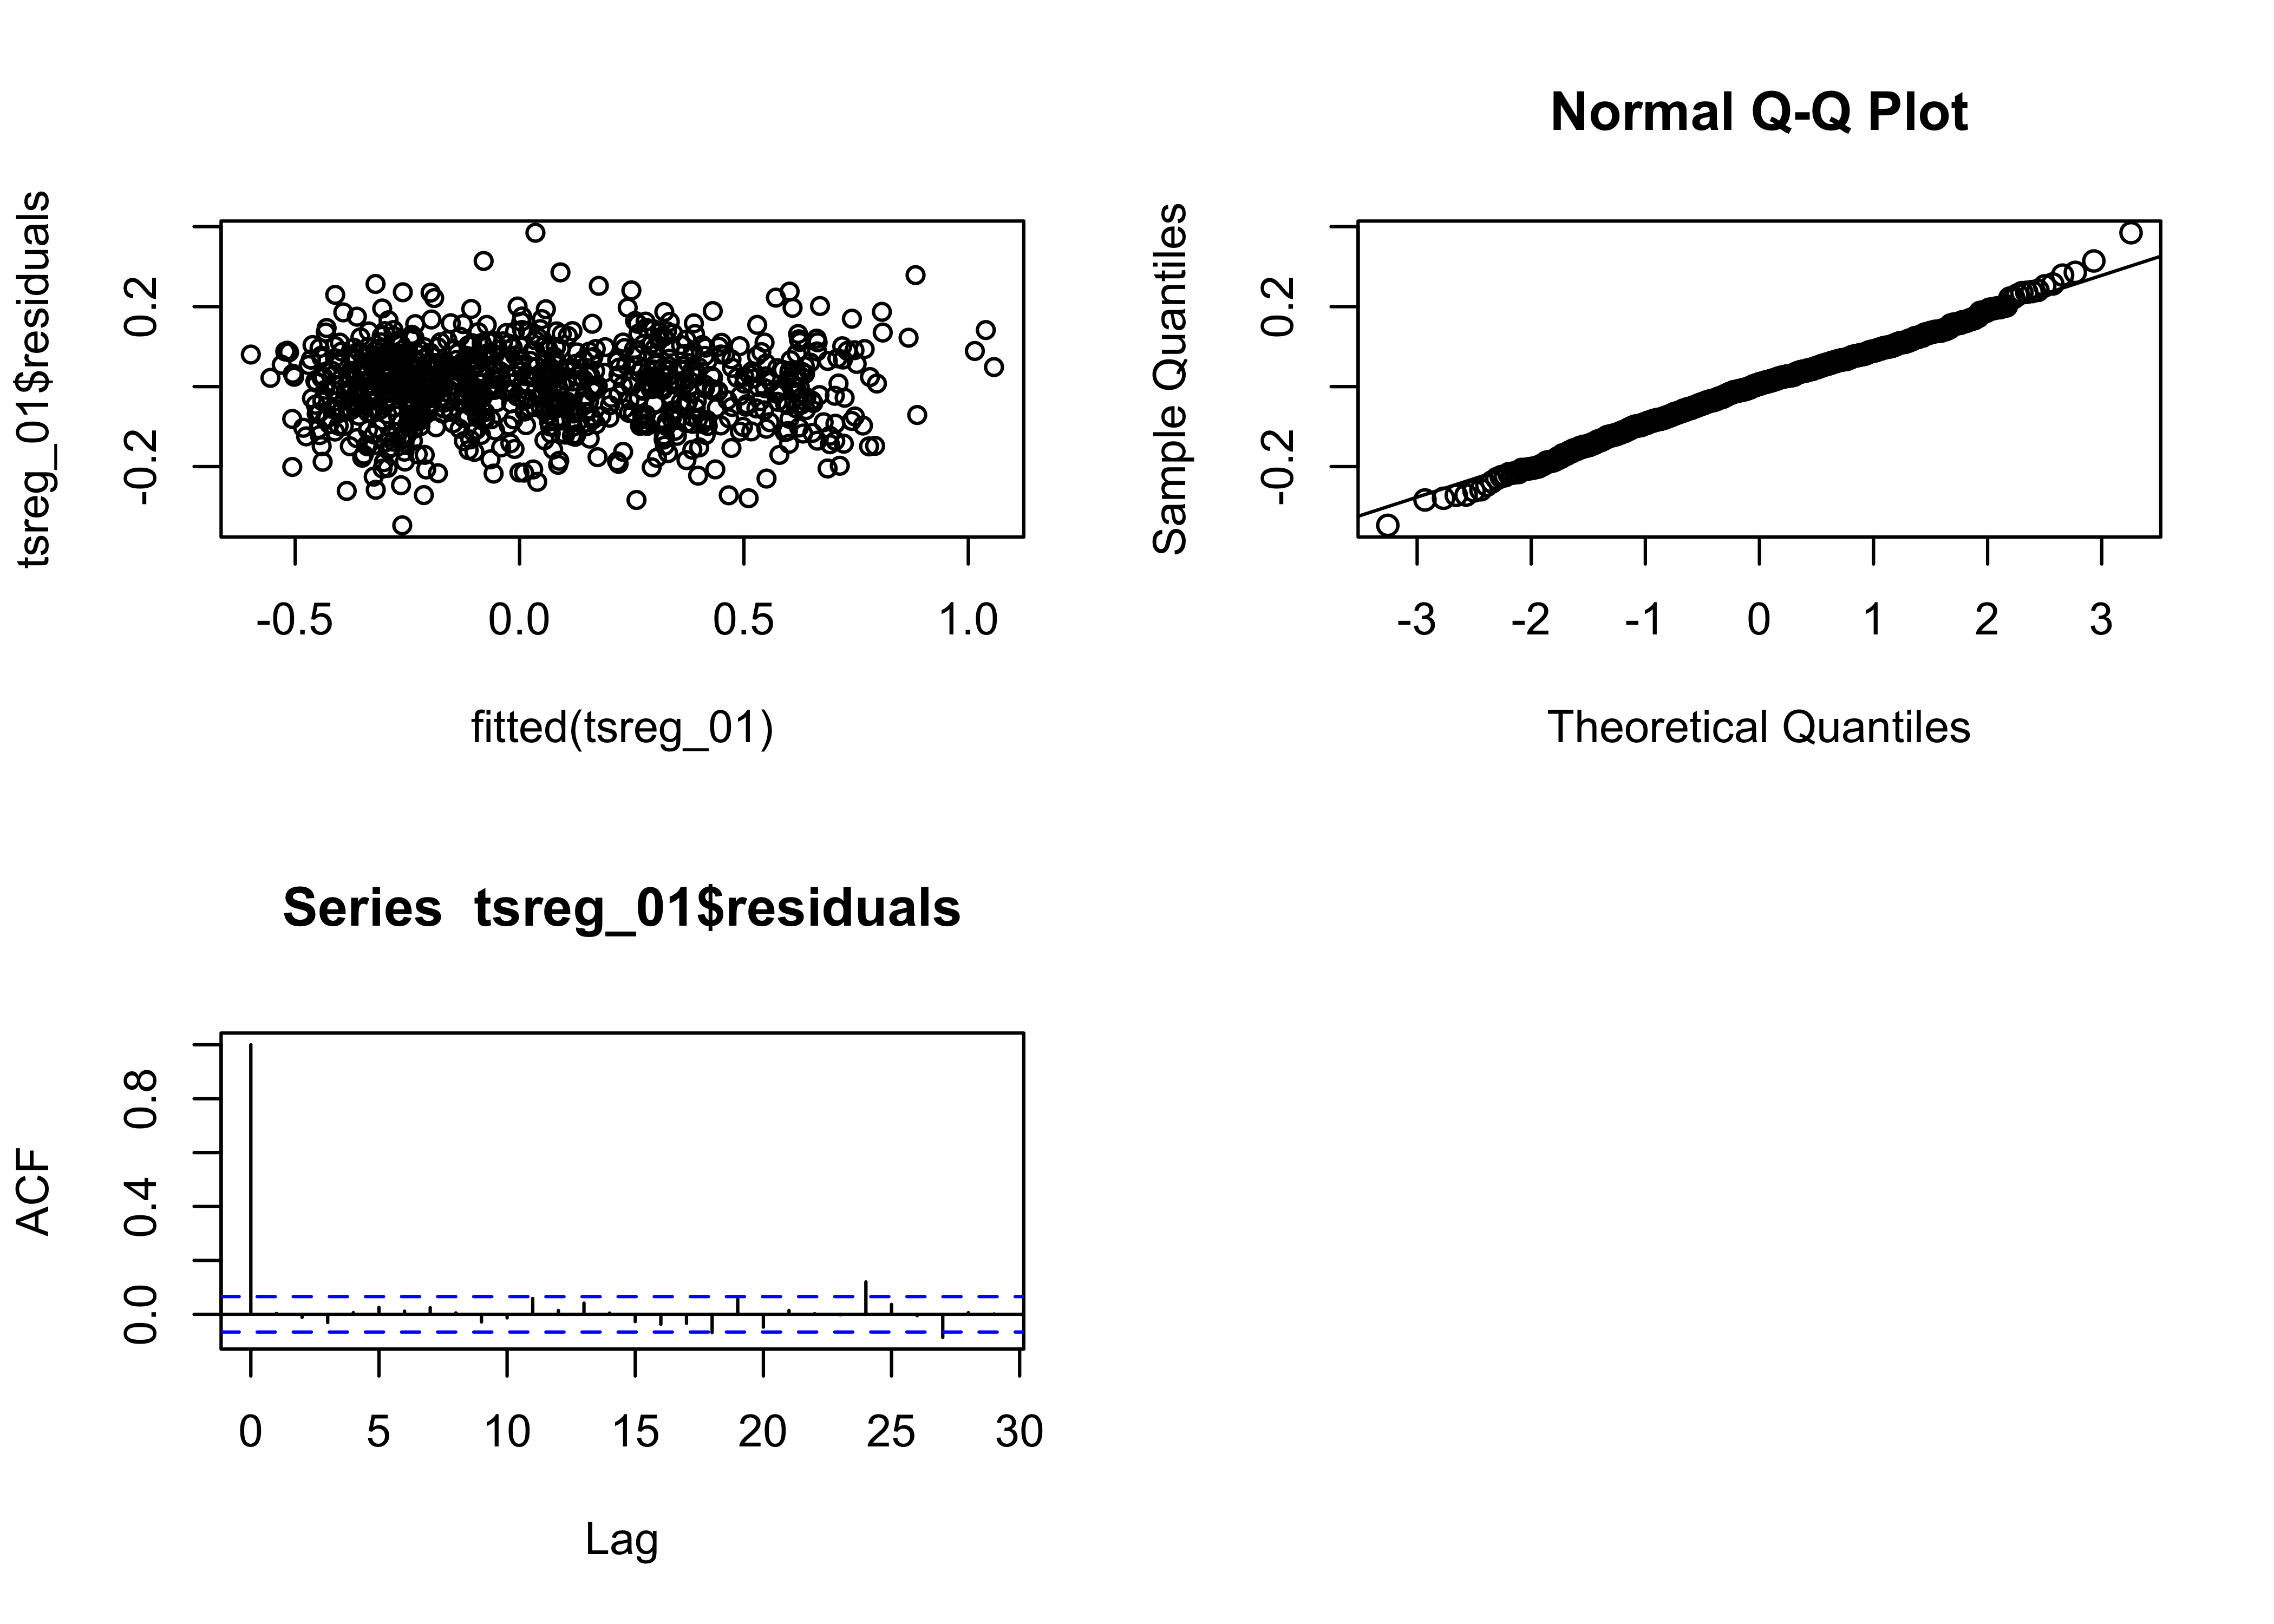 tsreg_01$residuals
0.2
-0.2
-0.5 0.0 0.5 1.0
fitted(tsreg_01)
Normal Q-Q Plot
Sample Quantiles
0.2
-0.2
-3 -2 -1 0 1 2 3
Theoretical Quantiles
Series tsreg_01$residuals
ACF
0.8
0.4
0.0
0 5 10 15 20 25 30
Lag